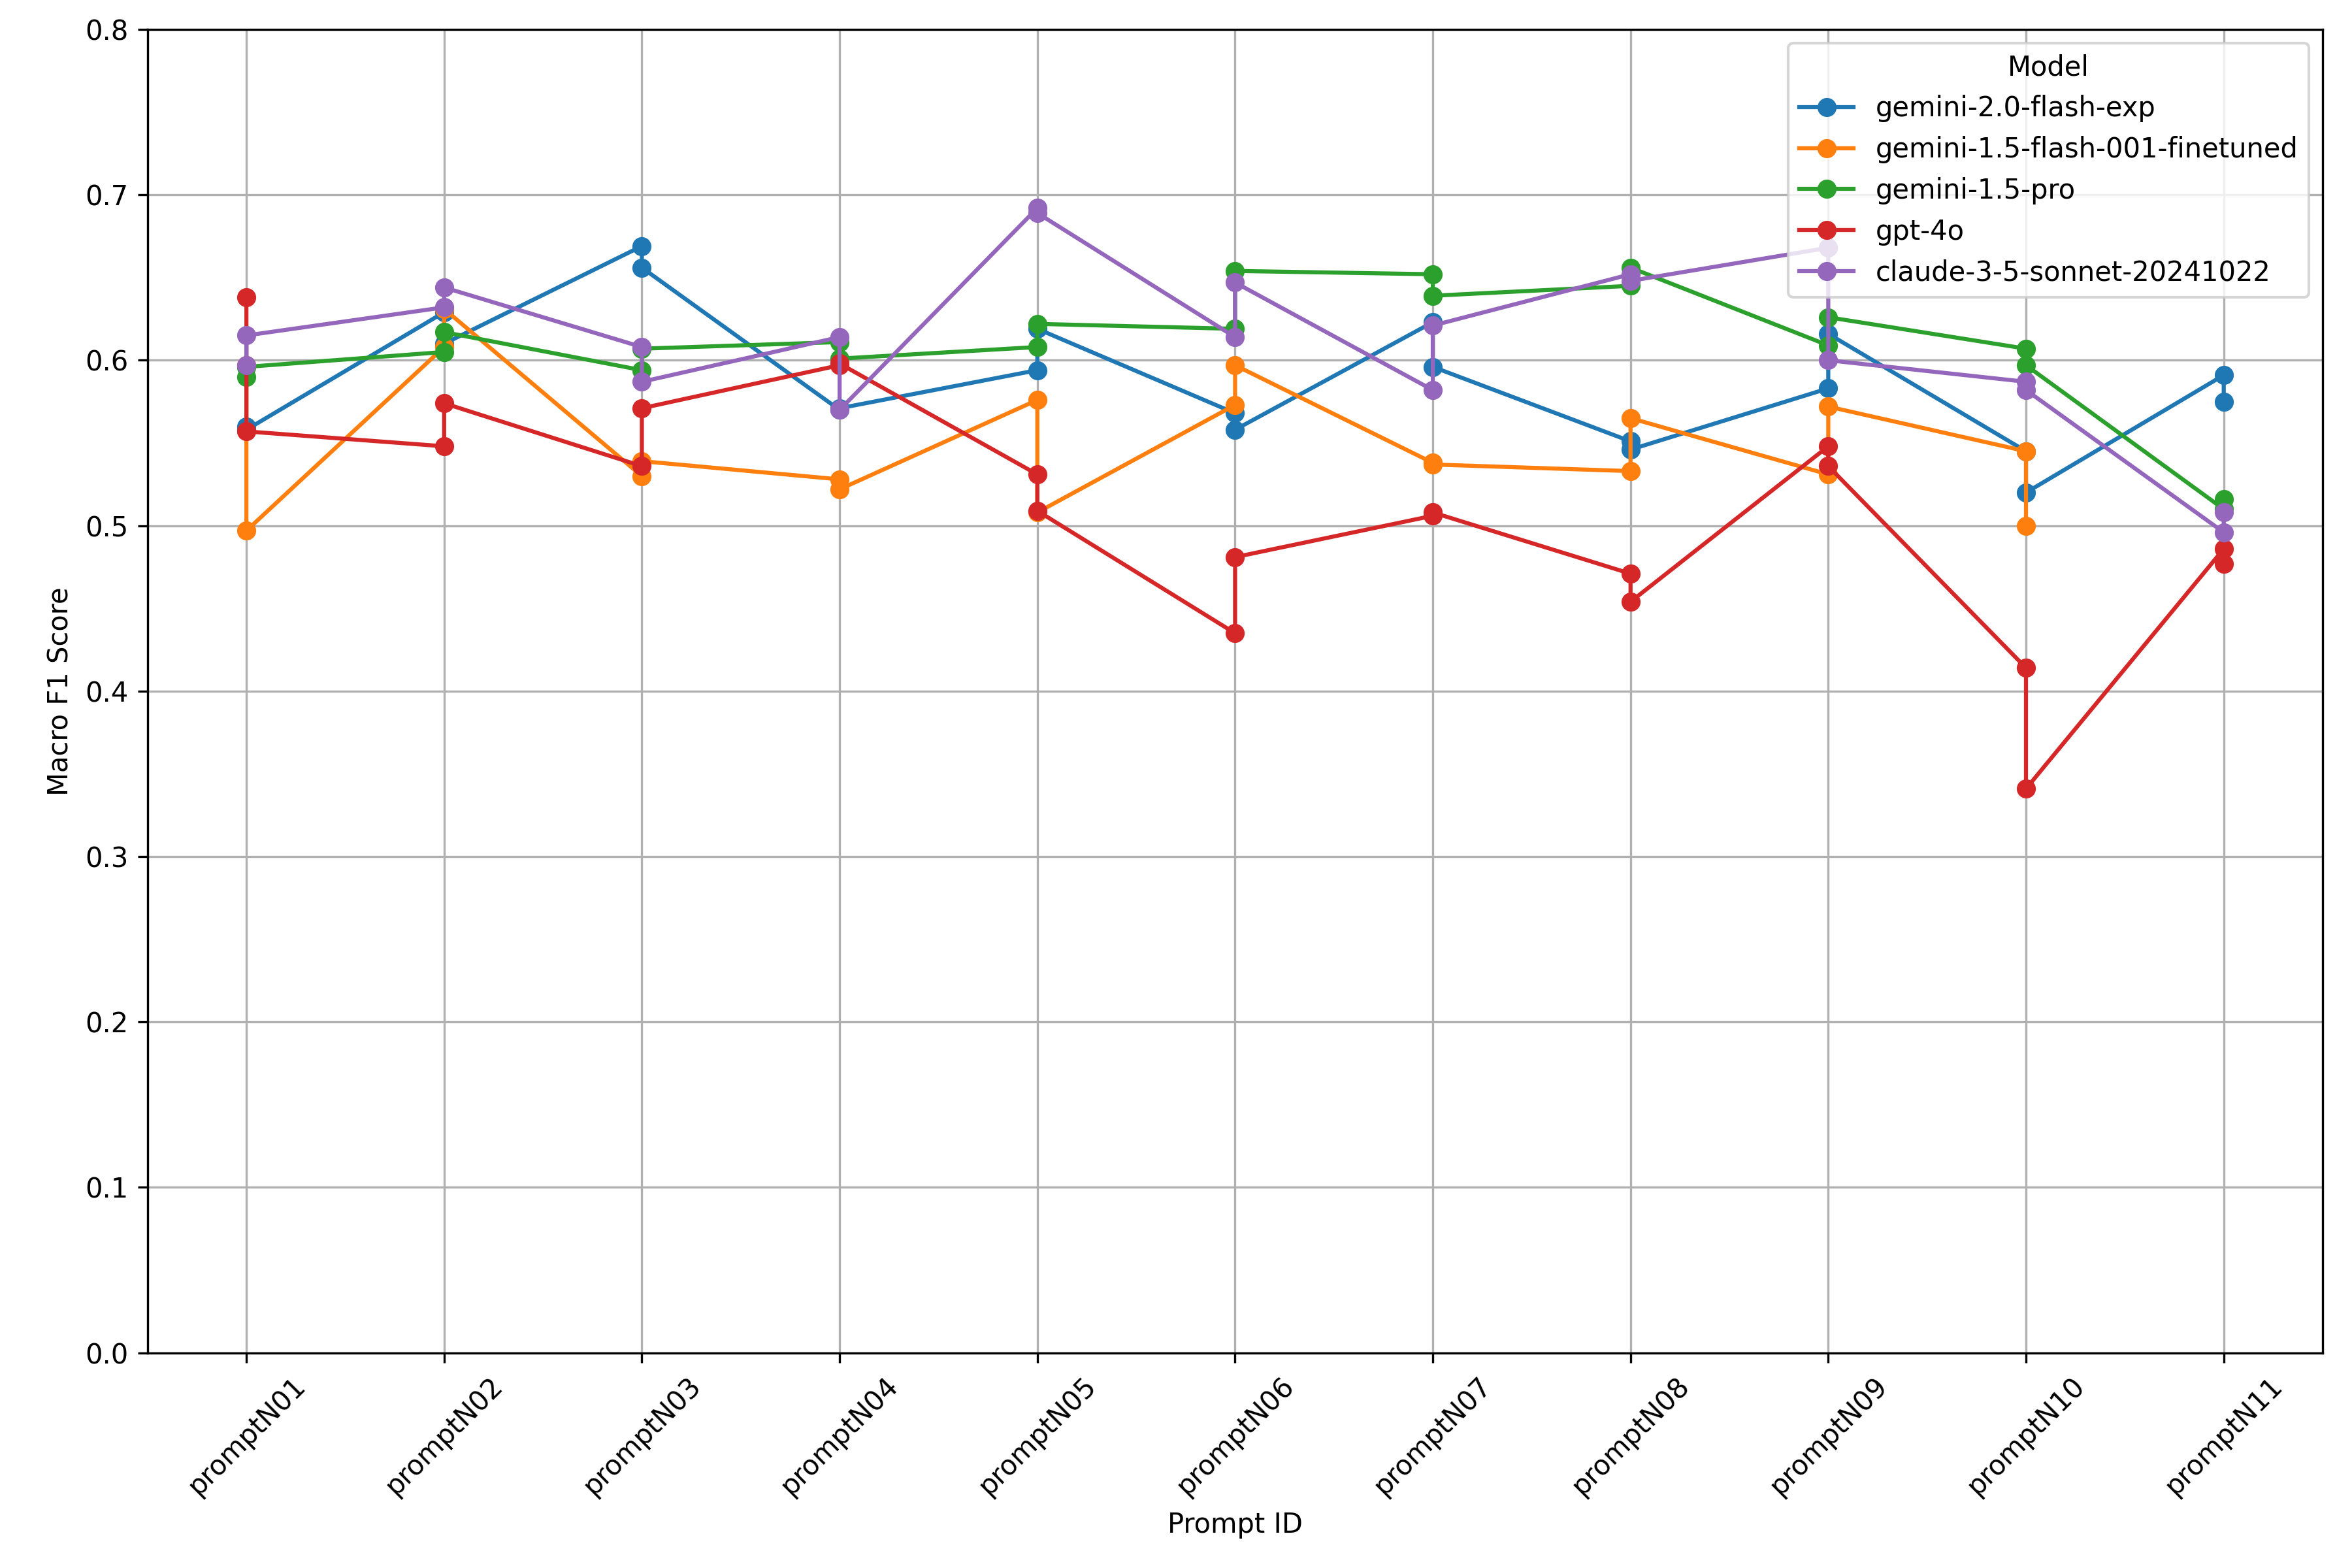 0.8
0.7
0.6
0.5
0.4
0.3
0.2
0.1
0.0
Macro F1 Score
Model
gemini-2.0-flash-exp
gemini-1.5-flash-001-finetuned
gemini-1.5-pro
gpt-4o
claude-3-5-sonnet-20241022
promptN01
promptN02
promptN03
promptN04
promptN05
promptN06
promptN07
promptN08
promptN09
promptN10
promptN11
Prompt ID